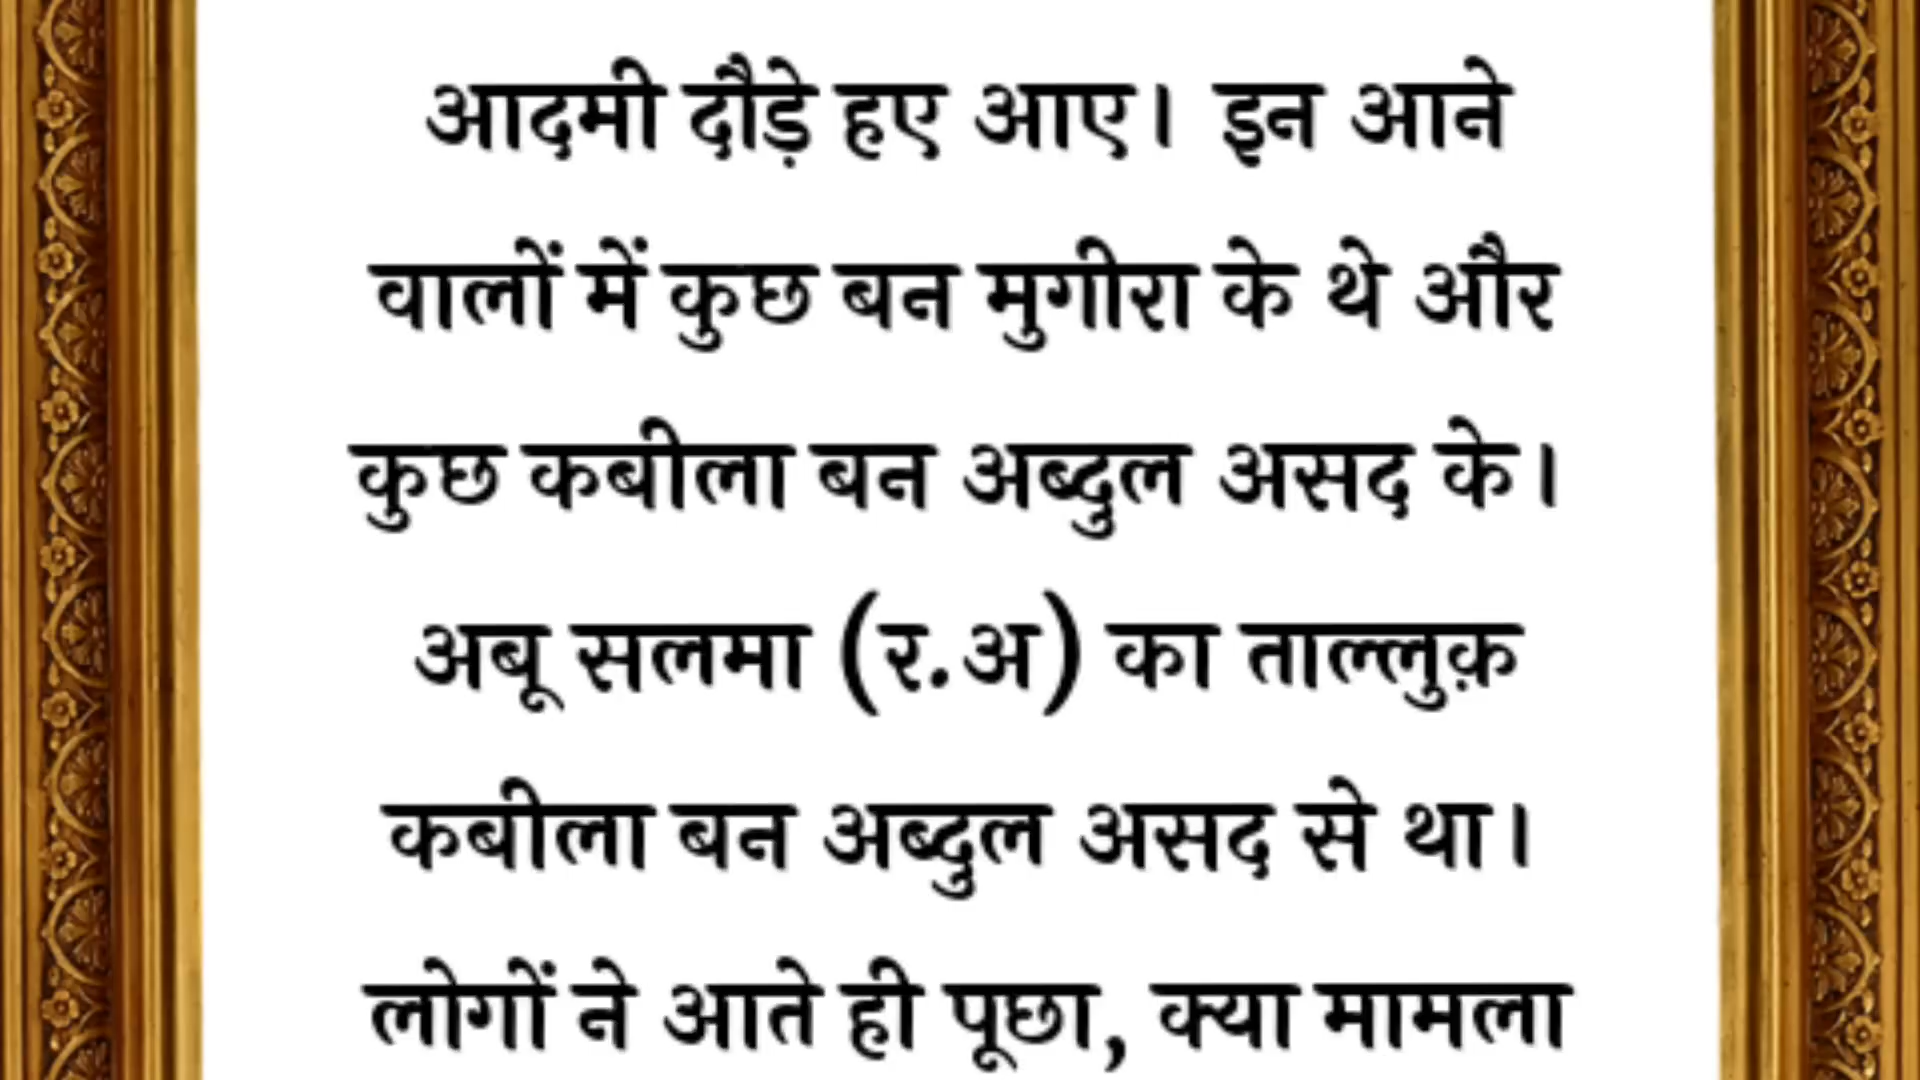 आदमी दौड़े हए आए। इन आने
वालों में कुछ बन मुगीरा के थे और
कुछ कबीला बन अब्दुल असद के।
अबू सलमा (र.अ) का ताल्लुक़
कबीला बन अब्दुल असद से था।
लोगों ने आते ही पूछा, क्या मामला